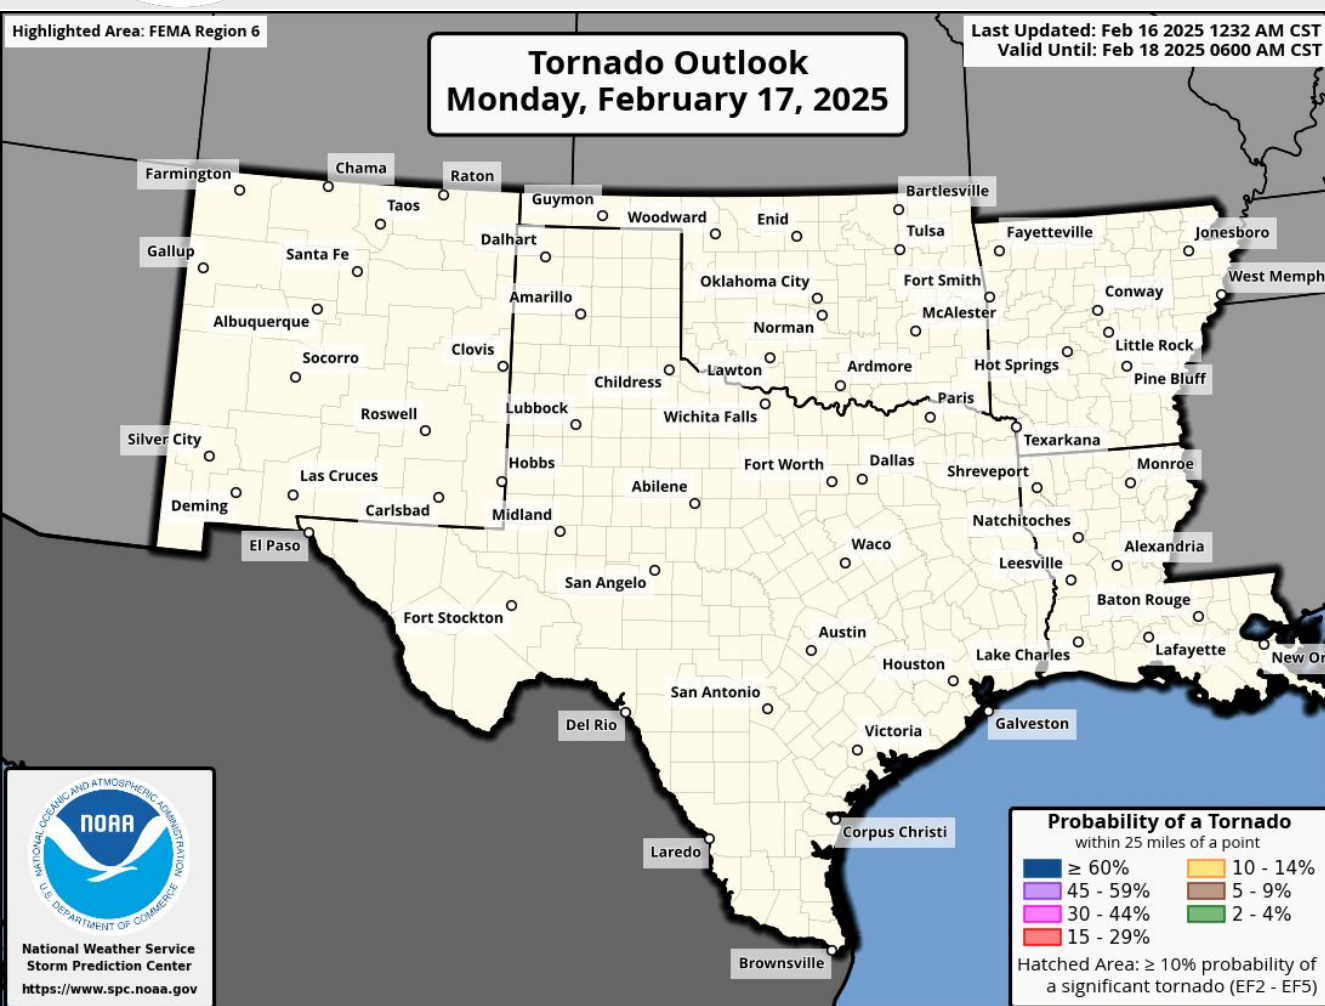 Highlighted Area: FEMA Region 6
Last Updated: Feb 16 2025 1232 AM CST
Valid Until: Feb 18 2025 0600 AM CST
Tornado Outlook
Monday, February 17, 2025
Farmington
Chama
Raton
Taos
Guymon
Woodward
Enid
Bartlesville
Tulsa
Fayetteville
Jonesboro
Gallup
Santa Fe
Dalhart
Oklahoma City
Fort Smith
West Memph
Amarillo
Conway
Albuquerque
Norman
McAlester
Little Rock
Socorro
Clovis
Childress
Lawton
Ardmore
Hot Springs
Pine Bluff
Roswell
Lubbock
Wichita Falls
Paris
Silver City
Texarkana
Las Cruces
Hobbs
Fort Worth
Dallas
Shreveport
Monroe
Deming
Carlsbad
Abilene
Midland
Natchitoches
El Paso
Waco
Alexandria
San Angelo
Leesville
Fort Stockton
Baton Rouge
Austin
Houston
Lake Charles
Lafayette
New Or
San Antonio
Del Rio
Victoria
Galveston
Corpus Christi
Laredo
Brownsville
NATIONAL OCEANIC AND ATMOSPHERIC ADMINISTRATION
NOAA
U.S. DEPARTMENT OF COMMERCE
National Weather Service
Storm Prediction Center
https://www.spc.noaa.gov
Probability of a Tornado
within 25 miles of a point
≥ 60%
10 - 14%
45 - 59%
5 - 9%
30 - 44%
2 - 4%
15 - 29%
Hatched Area: ≥ 10% probability of
a significant tornado (EF2 - EF5)